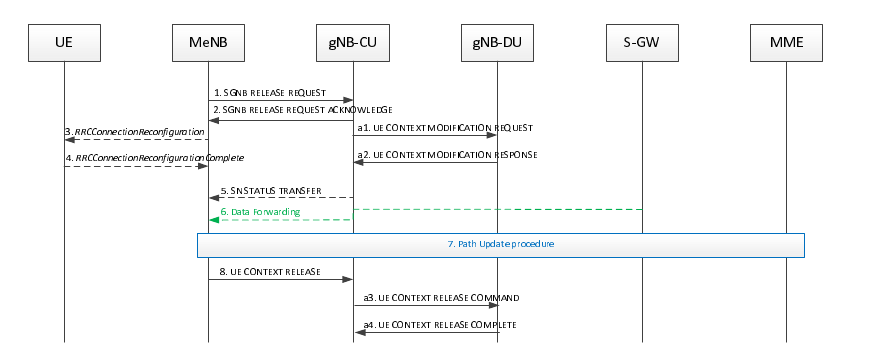 UE MeNB gNB-CU gNB-DU S-GW MME
1. SGNB RELEASE REQUEST
2. SGNB RELEASE REQUEST ACKNOWLEDGE
3. RRCConnectionReconfiguration
a1. UE CONTEXT MODIFICATION REQUEST
4. RRCConnectionReconfigurationComplete
a2. UE CONTEXT MODIFICATION RESPONSE
5. SN STATUS TRANSFER
6. Data Forwarding
7. Path Update procedure
8. UE CONTEXT RELEASE
a3. UE CONTEXT RELEASE COMMAND
a4. UE CONTEXT RELEASE COMPLETE